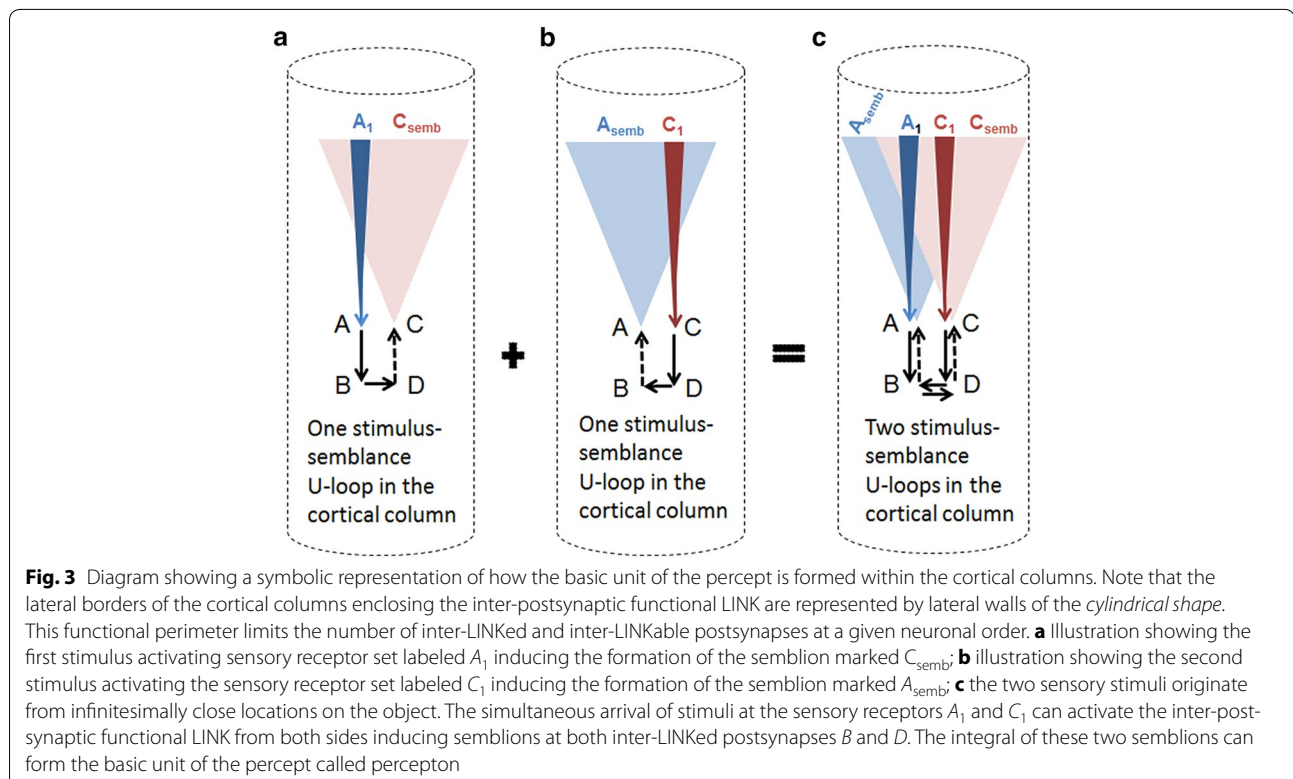 a
b
c
A1 Csemb
Asemb C1
Asemb A1 C1 Csemb
A C
B D
+
A C
B D
=
A C
B D
One stimulus-
semblance
U-loop in the
cortical column
One stimulus-
semblance
U-loop in the
cortical column
Two stimulus-
semblance
U-loops in the
cortical column
Fig. 3 Diagram showing a symbolic representation of how the basic unit of the percept is formed within the cortical columns. Note that the
lateral borders of the cortical columns enclosing the inter-postsynaptic functional LINK are represented by lateral walls of the cylindrical shape.
This functional perimeter limits the number of inter-LINKed and inter-LINKable postsynapses at a given neuronal order. a Illustration showing the
first stimulus activating sensory receptor set labeled A1 inducing the formation of the semblion marked Csemb; b illustration showing the second
stimulus activating the sensory receptor set labeled C1 inducing the formation of the semblion marked Asemb; c the two sensory stimuli originate
from infinitesimally close locations on the object. The simultaneous arrival of stimuli at the sensory receptors A1 and C1 can activate the inter-post-
synaptic functional LINK from both sides inducing semblions at both inter-LINKed postsynapses B and D. The integral of these two semblions can
form the basic unit of the percept called percepton